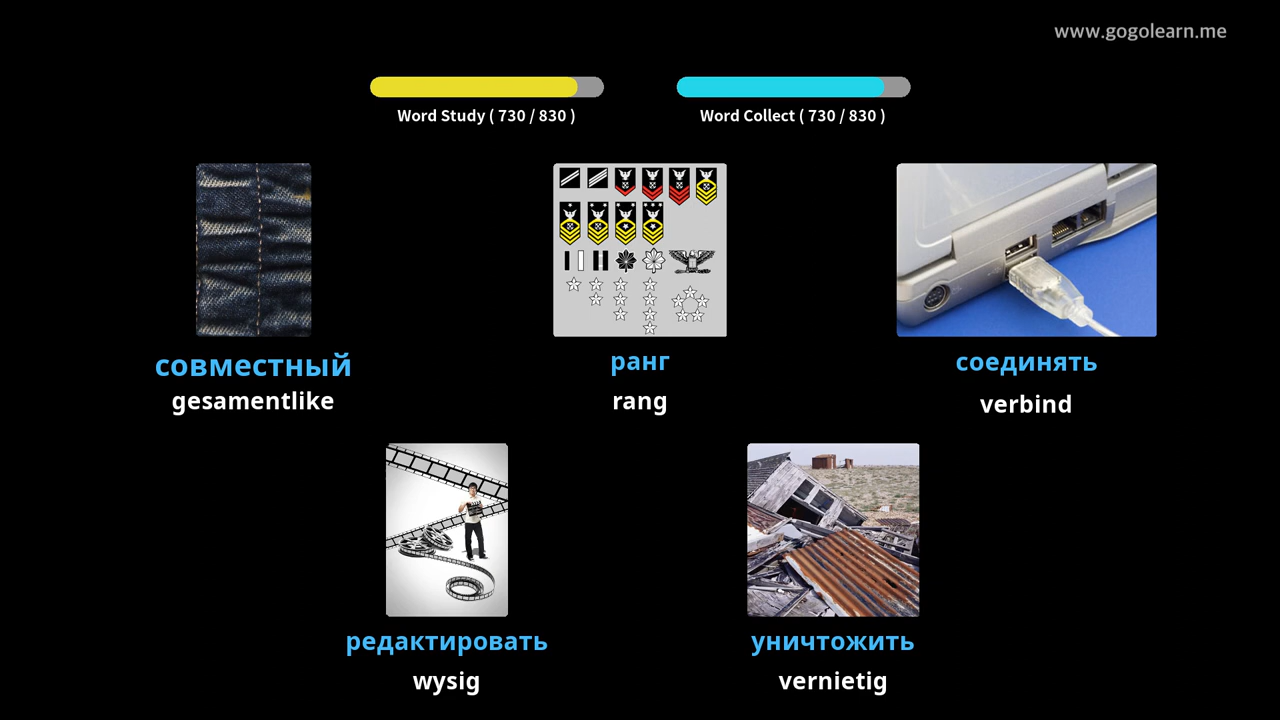 www.gogolearn.me
Word Study ( 730 / 830 )
Word Collect ( 730 / 830 )
совместный
gesamentlike
ранг
rang
соединять
verbind
редактировать
wysig
уничтожить
vernietig